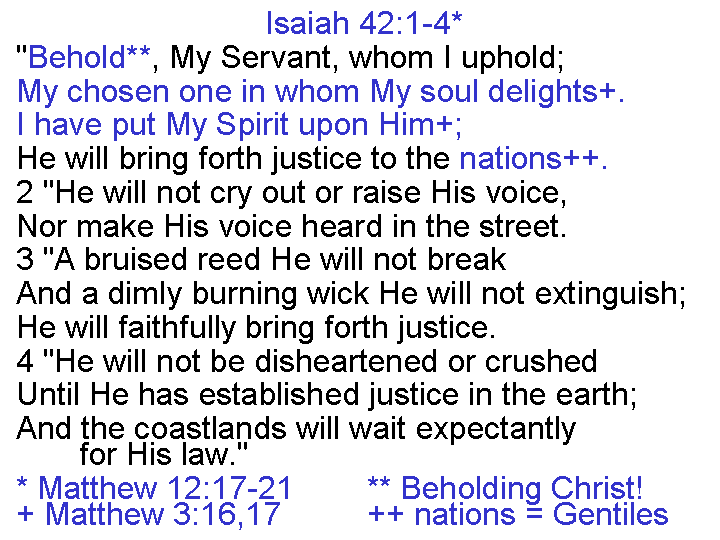 Isaiah 42:1-4*
"Behold**, My Servant, whom I uphold;
My chosen one in whom My soul delights+.
I have put My Spirit upon Him+;
He will bring forth justice to the nations++.
2 "He will not cry out or raise His voice,
Nor make His voice heard in the street.
3 "A bruised reed He will not break
And a dimly burning wick He will not extinguish;
He will faithfully bring forth justice.
4 "He will not be disheartened or crushed
Until He has established justice in the earth;
And the coastlands will wait expectantly
for His law."
* Matthew 12:17-21 ** Beholding Christ!
+ Matthew 3:16,17 ++ nations = Gentiles